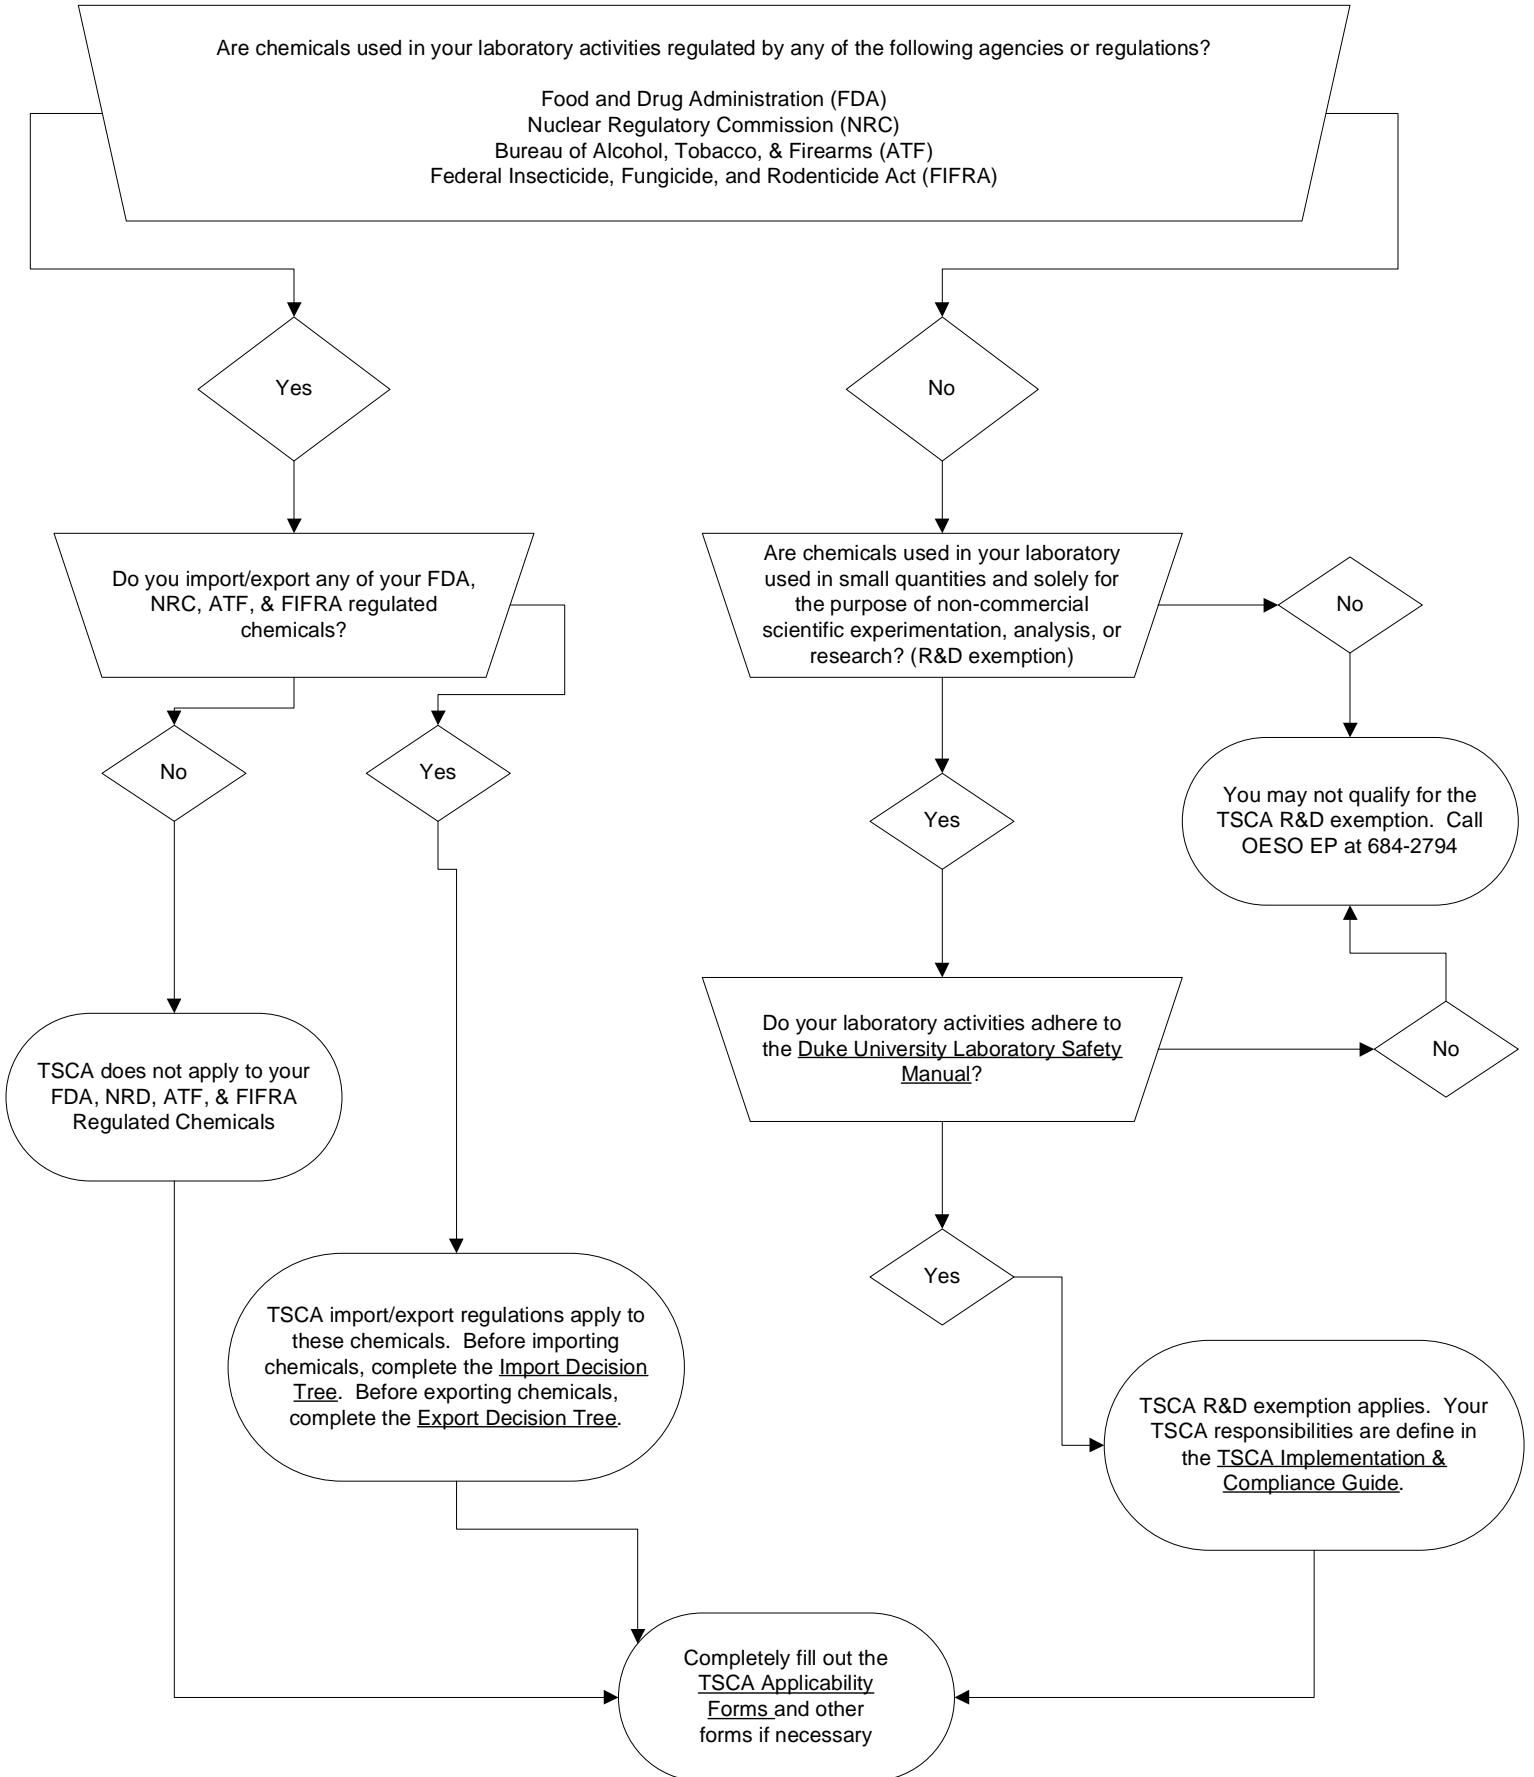 Are chemicals used in your laboratory activities regulated by any of the following agencies or regulations?
Food and Drug Administration (FDA)
Nuclear Regulatory Commission (NRC)
Bureau of Alcohol, Tobacco, & Firearms (ATF)
Federal Insecticide, Fungicide, and Rodenticide Act (FIFRA)
Yes
No
Do you import/export any of your FDA,
NRC, ATF, & FIFRA regulated
chemicals?
Are chemicals used in your laboratory
used in small quantities and solely for
the purpose of non-commercial
scientific experimentation, analysis, or
research? (R&D exemption)
No
No
Yes
Yes
You may not qualify for the
TSCA R&D exemption. Call
OESO EP at 684-2794
Do your laboratory activities adhere to
the Duke University Laboratory Safety
Manual?
No
TSCA does not apply to your
FDA, NRD, ATF, & FIFRA
Regulated Chemicals
Yes
TSCA import/export regulations apply to
these chemicals. Before importing
chemicals, complete the Import Decision
Tree. Before exporting chemicals,
complete the Export Decision Tree.
TSCA R&D exemption applies. Your
TSCA responsibilities are define in
the TSCA Implementation &
Compliance Guide.
Completely fill out the
TSCA Applicability
Forms and other
forms if necessary